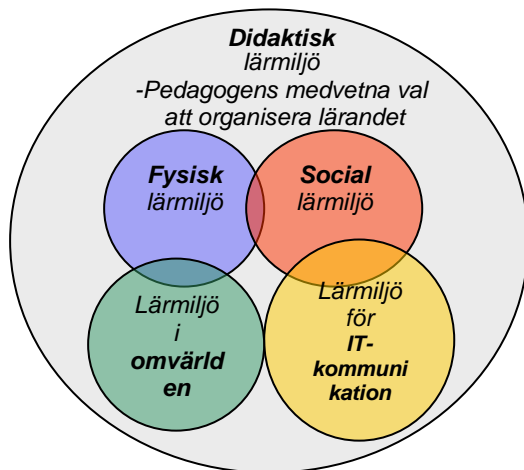 Didaktisk
lärmiljö
-Pedagogens medvetna val
att organisera lärandet
Fysisk
lärmiljö
Social
lärmiljö
Lärmiljö
i
omvärld
en
Lärmiljö
för
IT-
kommuni
kation